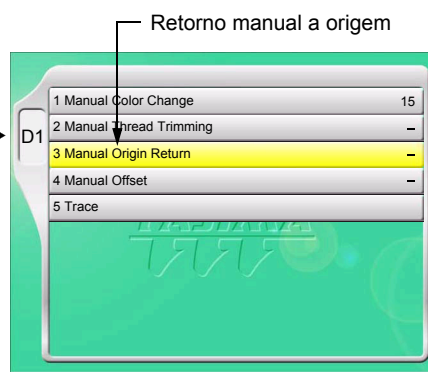 Retorno manual a origem
D1
1 Manual Color Change 15
2 Manual Thread Trimming –
3 Manual Origin Return –
4 Manual Offset –
5 Trace
TAJIMA